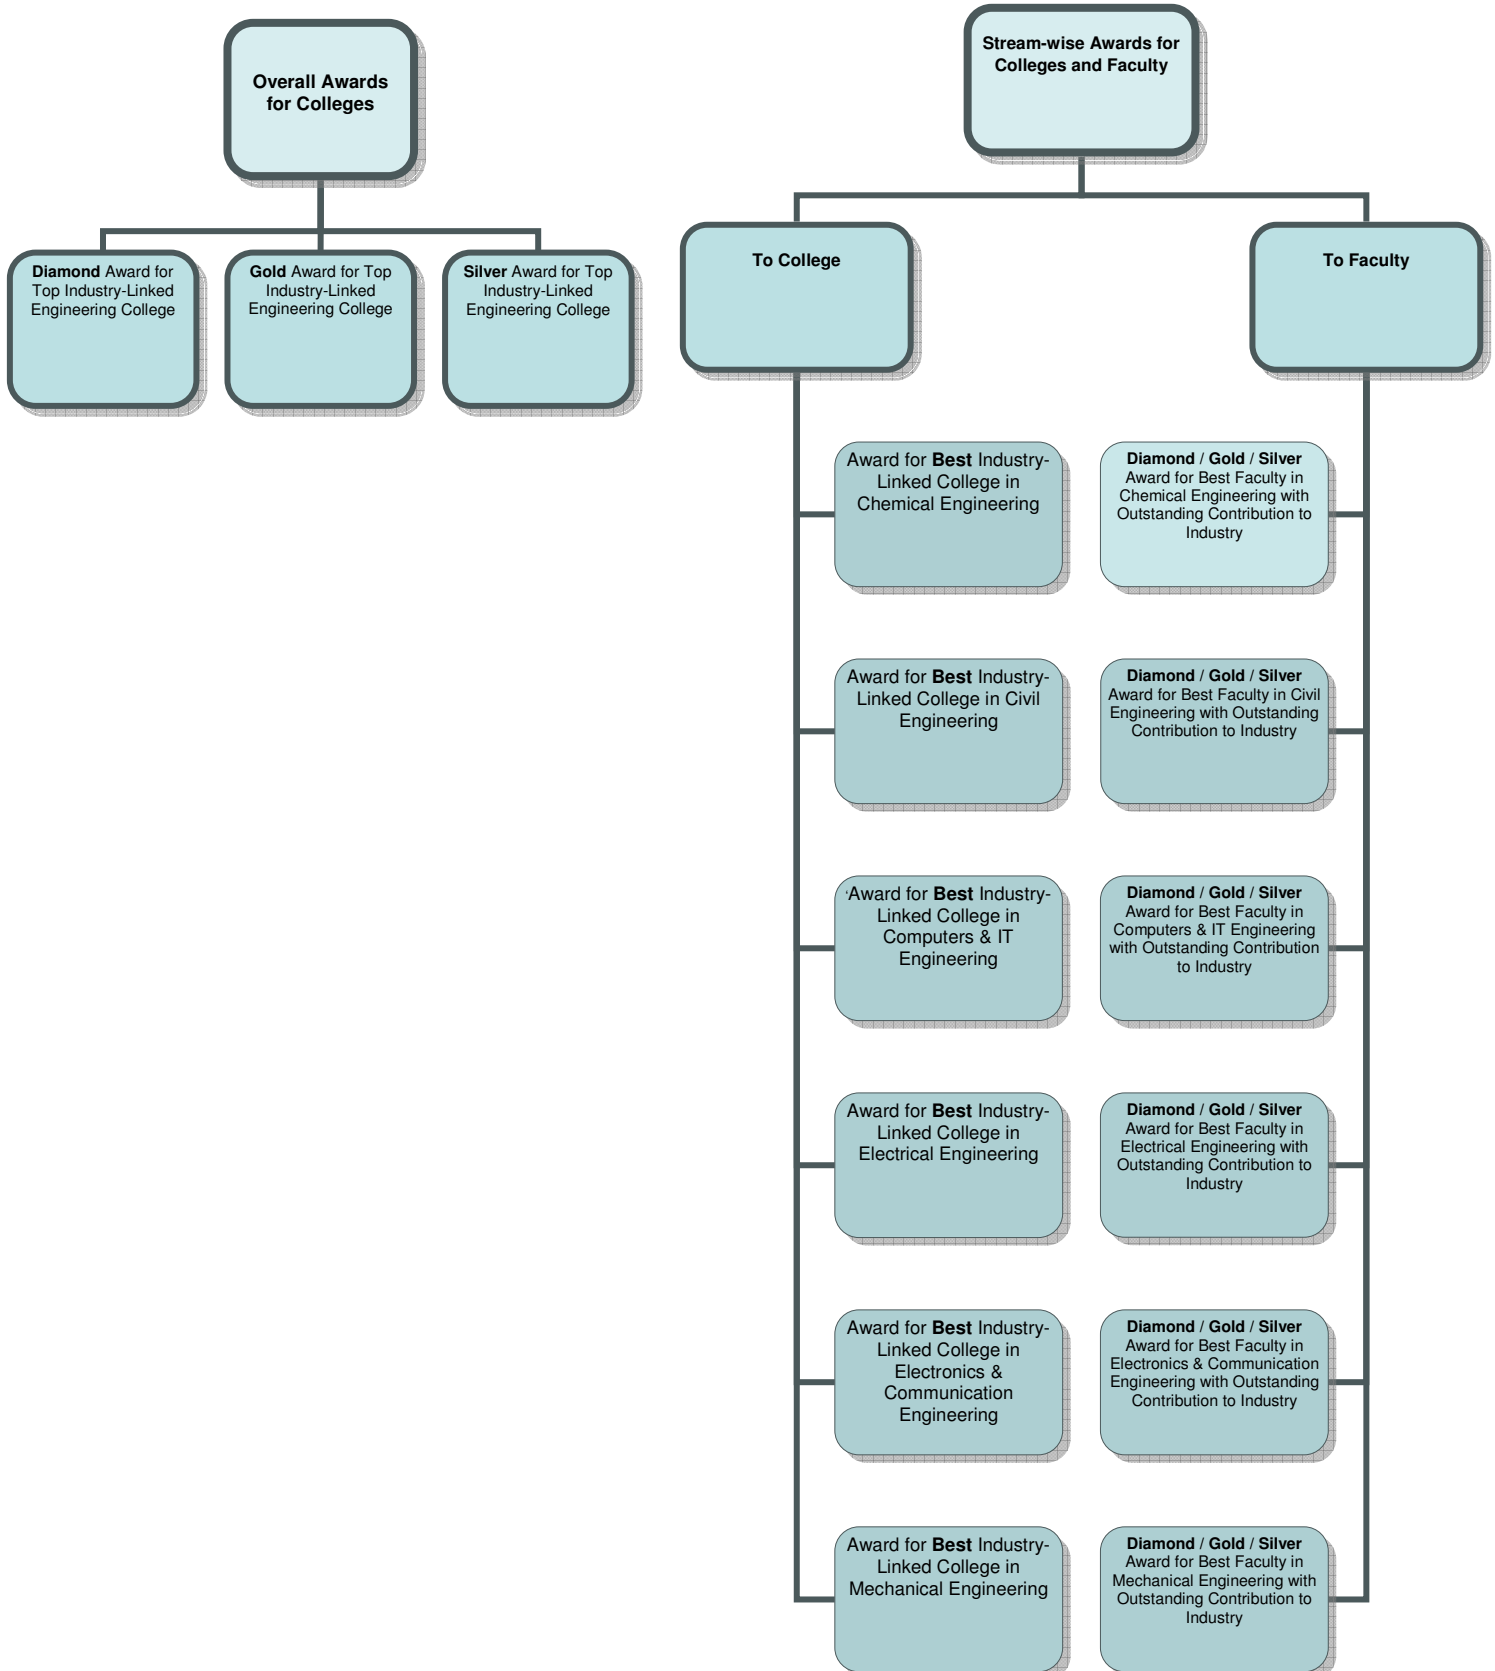 Overall Awards
for Colleges
Diamond Award for
Top Industry-Linked
Engineering College
Gold Award for Top
Industry-Linked
Engineering College
Silver Award for Top
Industry-Linked
Engineering College
Stream-wise Awards for
Colleges and Faculty
To College
To Faculty
Award for Best Industry-
Linked College in
Chemical Engineering
Diamond / Gold / Silver
Award for Best Faculty in
Chemical Engineering with
Outstanding Contribution to
Industry
Award for Best Industry-
Linked College in Civil
Engineering
Diamond / Gold / Silver
Award for Best Faculty in Civil
Engineering with Outstanding
Contribution to Industry
‘Award for Best Industry-
Linked College in
Computers & IT
Engineering
Diamond / Gold / Silver
Award for Best Faculty in
Computers & IT Engineering
with Outstanding Contribution
to Industry
Award for Best Industry-
Linked College in
Electrical Engineering
Diamond / Gold / Silver
Award for Best Faculty in
Electrical Engineering with
Outstanding Contribution to
Industry
Award for Best Industry-
Linked College in
Electronics &
Communication
Engineering
Diamond / Gold / Silver
Award for Best Faculty in
Electronics & Communication
Engineering with Outstanding
Contribution to Industry
Award for Best Industry-
Linked College in
Mechanical Engineering
Diamond / Gold / Silver
Award for Best Faculty in
Mechanical Engineering with
Outstanding Contribution to
Industry